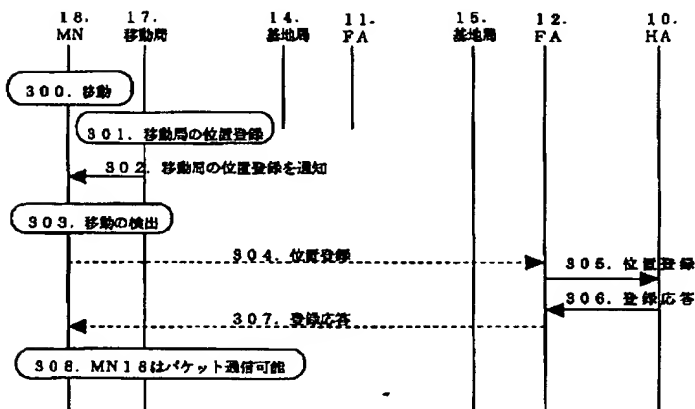 18. 17. 14. 11. 15. 12. 10.
MN 移動局 基地局 FA 基地局 FA HA
300. 移動
301. 移動局の位置登録
302. 移動局の位置登録を通知
303. 移動の検出
304. 位置登録
305. 位置登録
306. 登録応答
307. 登録応答
308. MN18はパケット通信可能